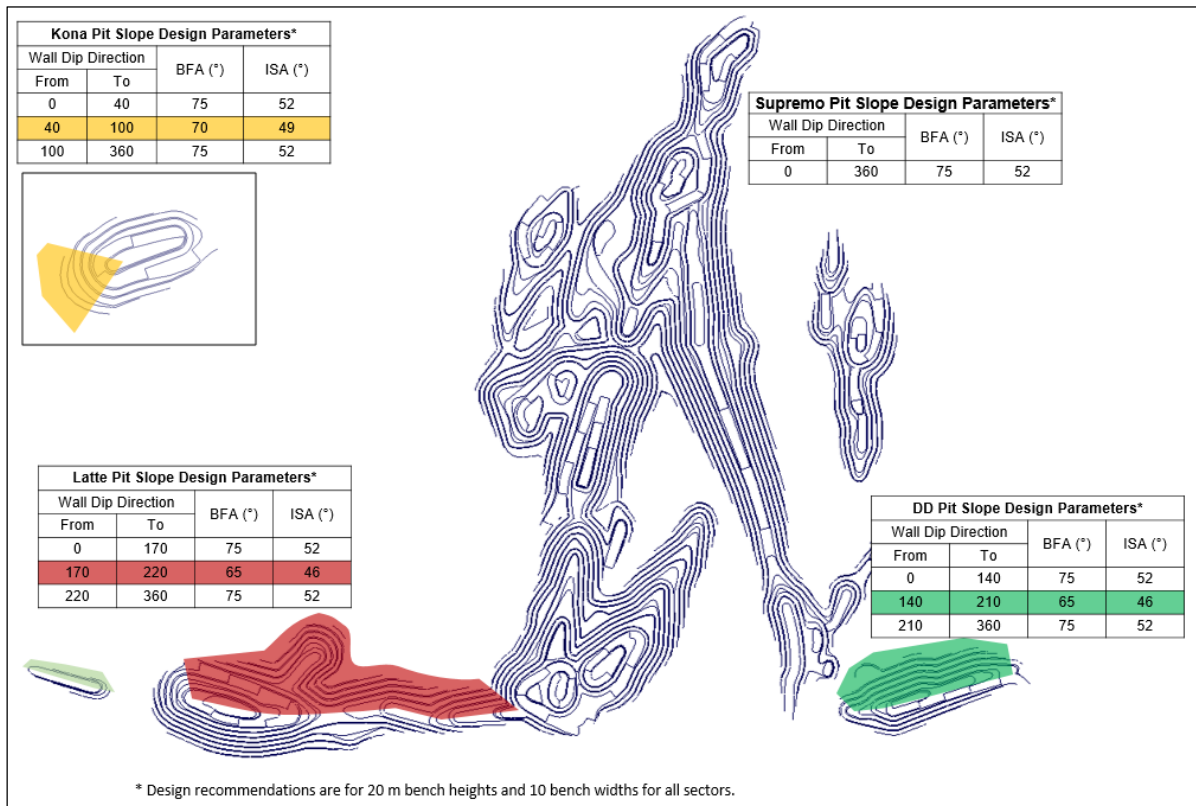 Kona Pit Slope Design Parameters*
Wall Dip Direction BFA (°) ISA (°)
From To
0 40 75 52
40 100 70 49
100 360 75 52
Supremo Pit Slope Design Parameters*
Wall Dip Direction BFA (°) ISA (°)
From To
0 360 75 52
Latte Pit Slope Design Parameters*
Wall Dip Direction BFA (°) ISA (°)
From To
0 170 75 52
170 220 65 46
220 360 75 52
DD Pit Slope Design Parameters*
Wall Dip Direction BFA (°) ISA (°)
From To
0 140 75 52
140 210 65 46
210 360 75 52
* Design recommendations are for 20 m bench heights and 10 bench widths for all sectors.